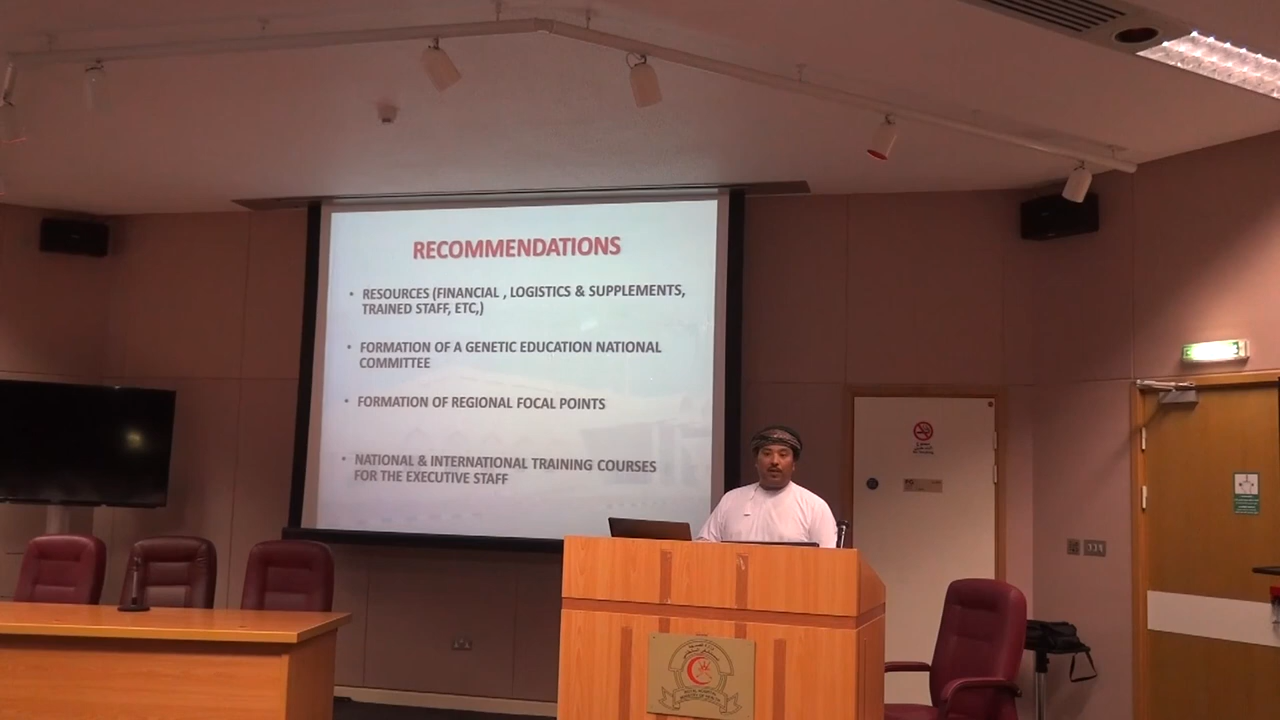 RECOMMENDATIONS
• RESOURCES (FINANCIAL , LOGISTICS & SUPPLEMENTS,
TRAINED STAFF, ETC,)
• FORMATION OF A GENETIC EDUCATION NATIONAL
COMMITTEE
• FORMATION OF REGIONAL FOCAL POINTS
• NATIONAL & INTERNATIONAL TRAINING COURSES
FOR THE EXECUTIVE STAFF